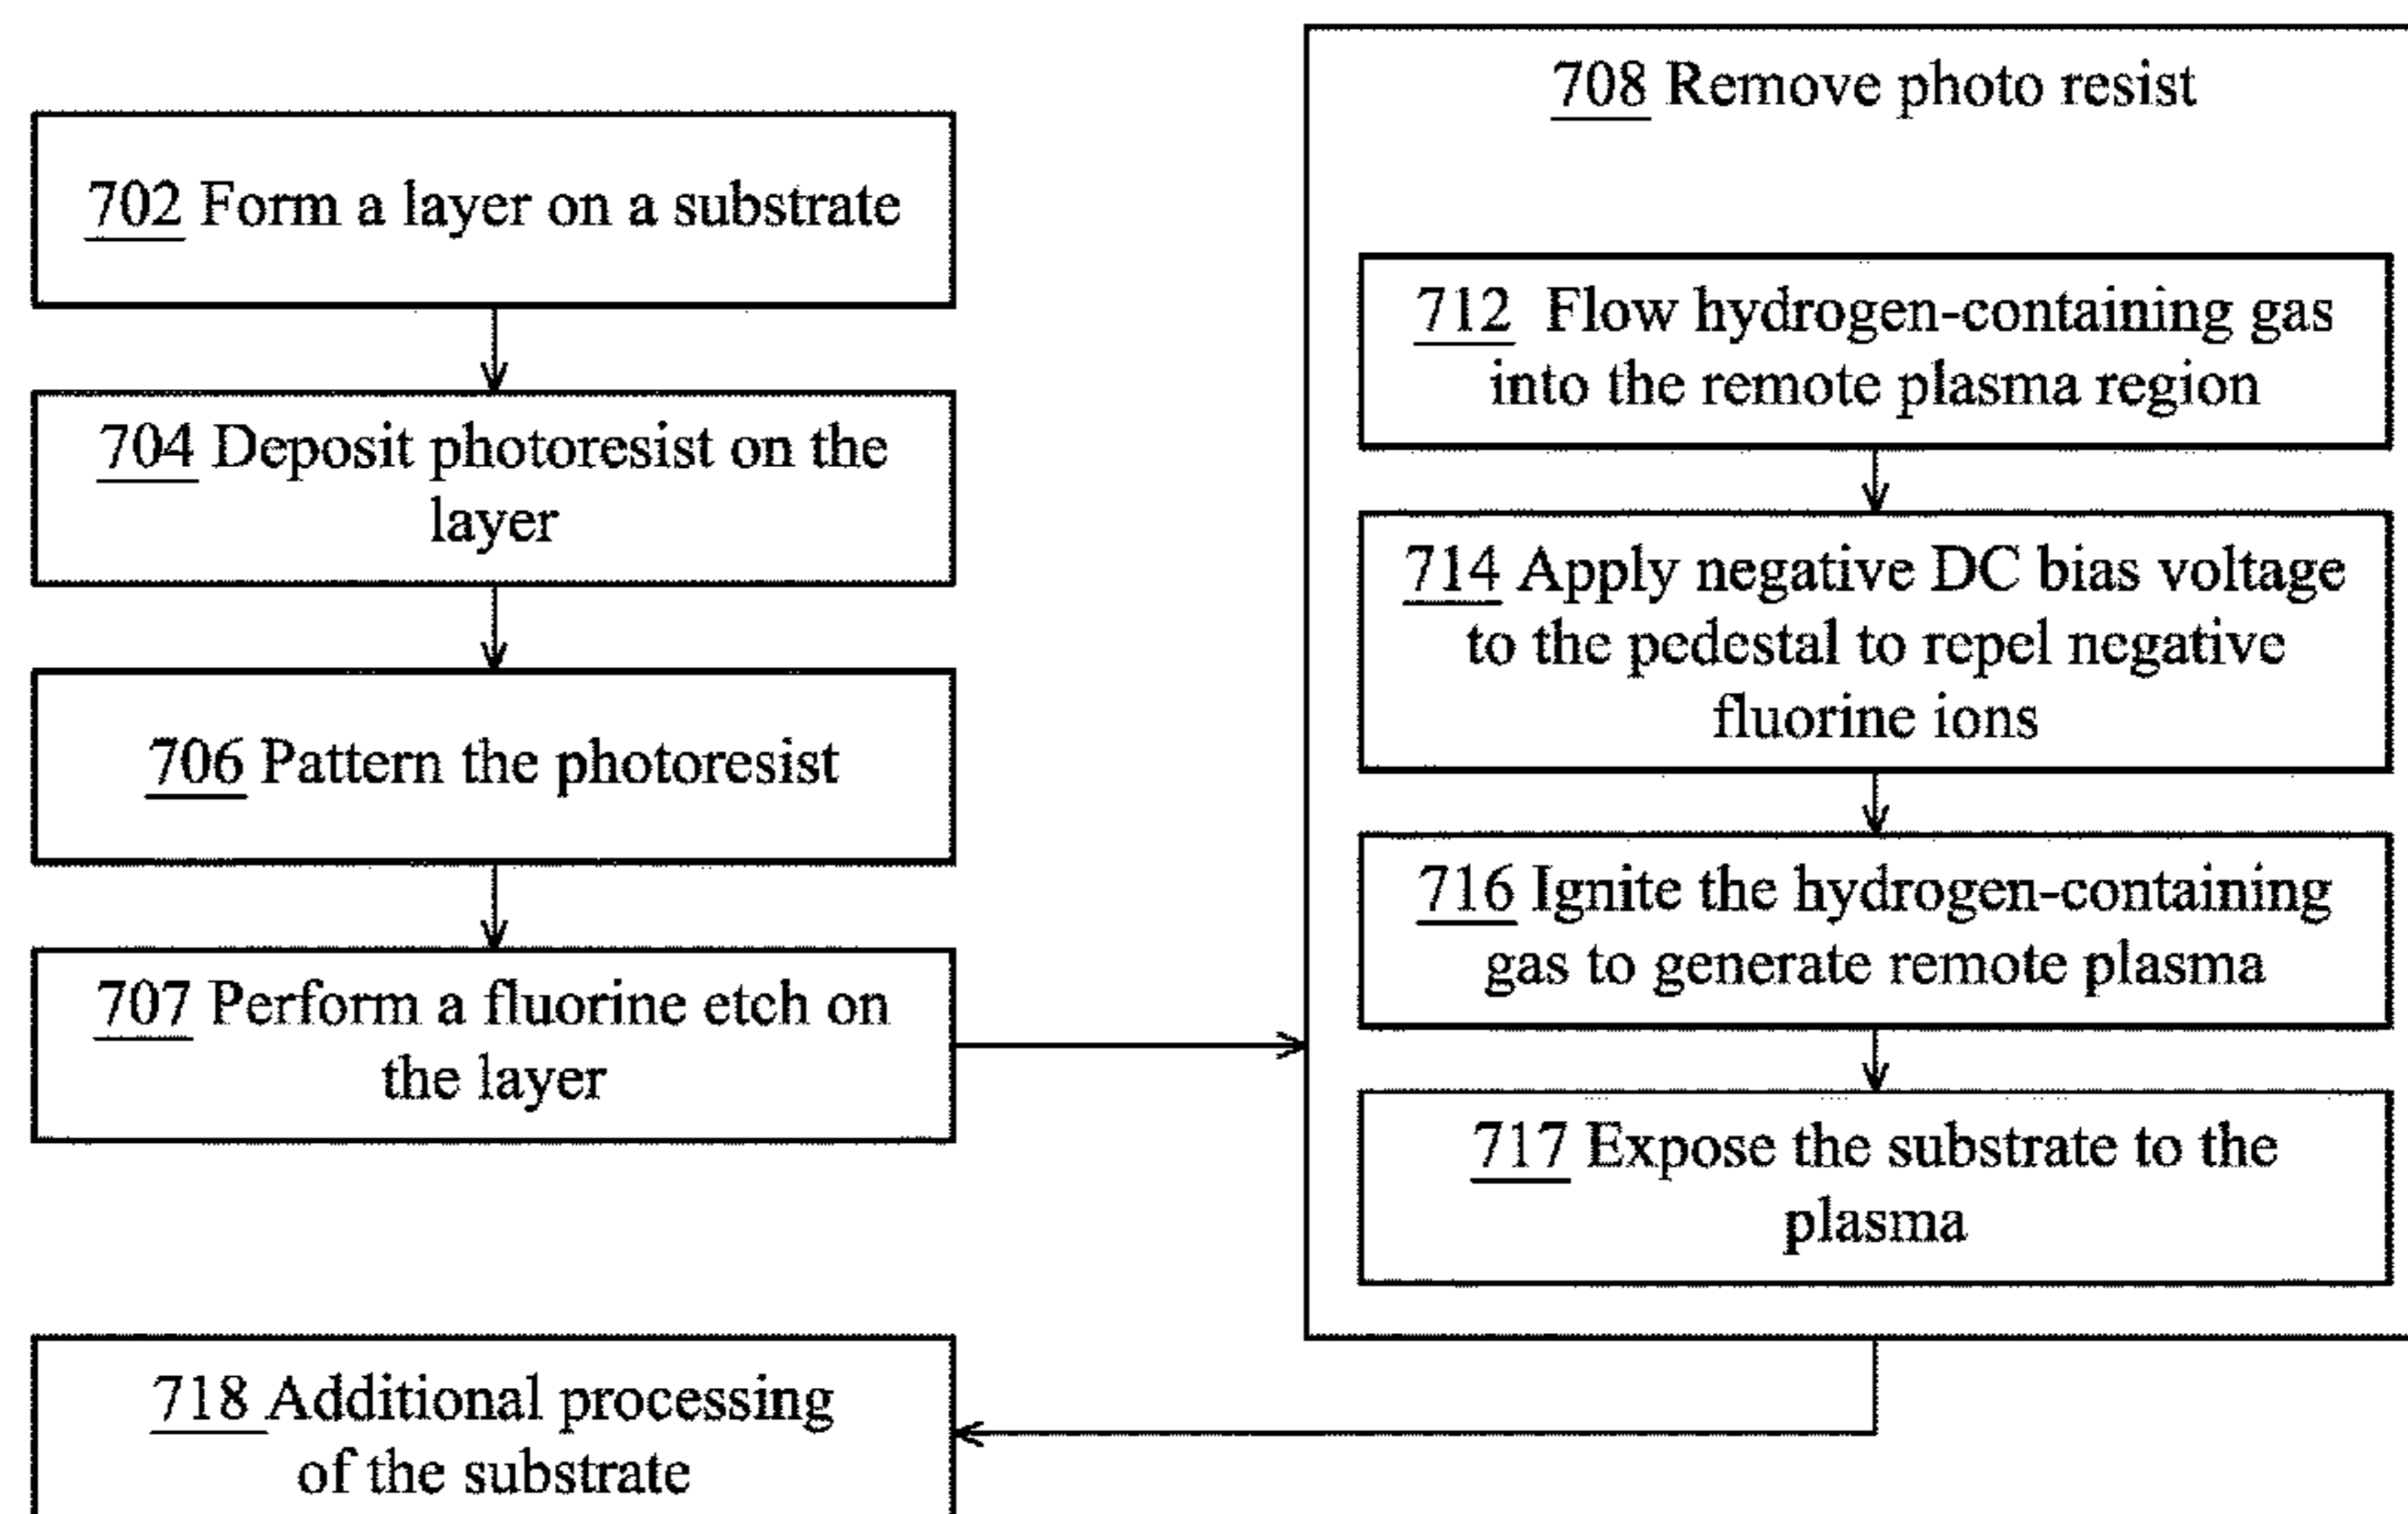 702 Form a layer on a substrate
704 Deposit photoresist on the
layer
706 Pattern the photoresist
707 Perform a fluorine etch on
the layer
708 Remove photo resist
712 Flow hydrogen-containing gas
into the remote plasma region
714 Apply negative DC bias voltage
to the pedestal to repel negative
fluorine ions
716 Ignite the hydrogen-containing
gas to generate remote plasma
717 Expose the substrate to the
plasma
718 Additional processing
of the substrate